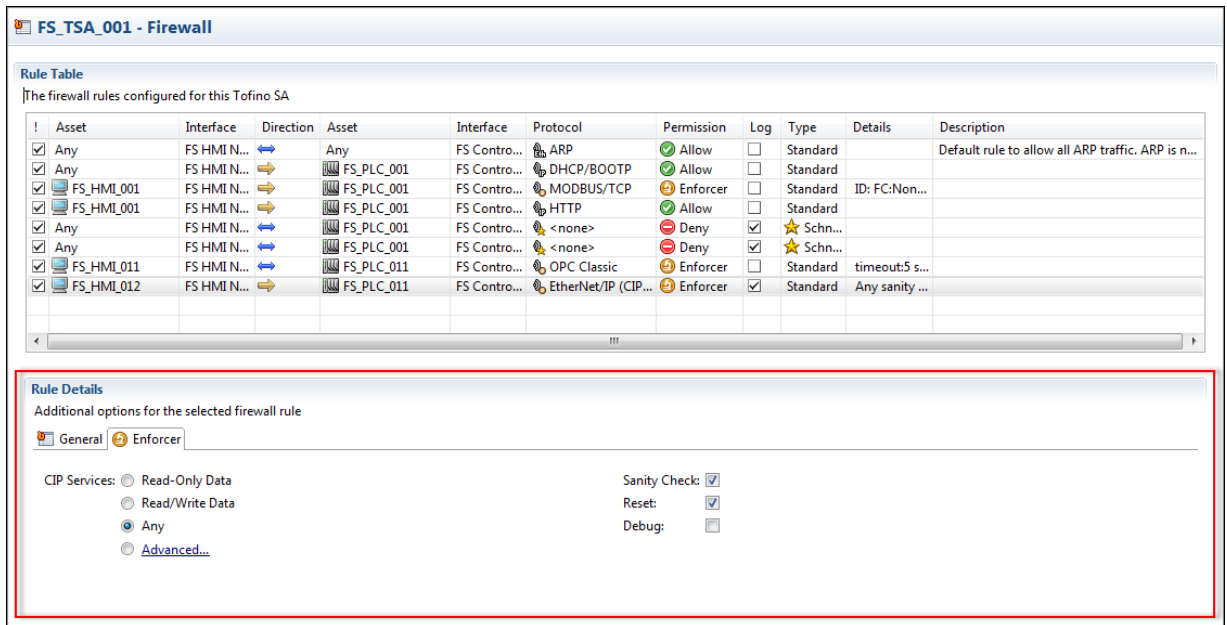 FS_TSA_001 - Firewall
Rule Table
The firewall rules configured for this Tofino SA
! Asset Interface Direction Asset Interface Protocol Permission Log Type Details Description
Any FS HMI N... Any FS Contro... ARP Allow Standard Default rule to allow all ARP traffic. ARP is n...
Any FS HMI N... FS_PLC_001 FS Contro... DHCP/BOOTP Allow Standard
FS_HMI_001 FS HMI N... FS_PLC_001 FS Contro... MODBUS/TCP Enforcer Standard ID: FC:Non...
FS_HMI_001 FS HMI N... FS_PLC_001 FS Contro... HTTP Allow Standard
Any FS HMI N... FS_PLC_001 FS Contro... <none> Deny Schn...
Any FS HMI N... FS_PLC_001 FS Contro... <none> Deny Schn...
FS_HMI_011 FS HMI N... FS_PLC_011 FS Contro... OPC Classic Enforcer Standard timeout:5 s...
FS_HMI_012 FS HMI N... FS_PLC_011 FS Contro... EtherNet/IP (CIP... Enforcer Standard Any sanity ...
Rule Details
Additional options for the selected firewall rule
General Enforcer
CIP Services: Read-Only Data Sanity Check:
Read/Write Data Reset:
Any Debug:
Advanced...